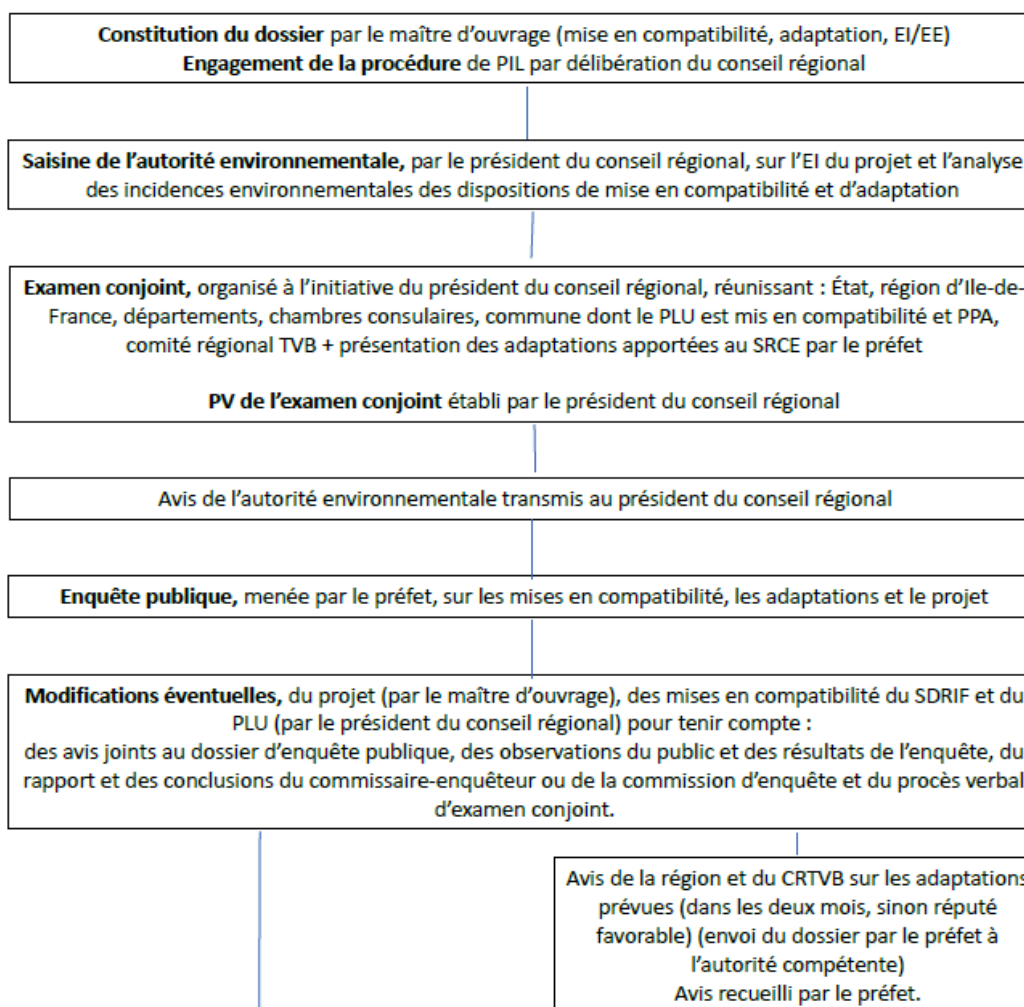 Constitution du dossier par le maître d’ouvrage (mise en compatibilité, adaptation, EI/EE)
Engagement de la procédure de PIL par délibération du conseil régional
Saisine de l’autorité environnementale, par le président du conseil régional, sur l’EI du projet et l’analyse
des incidences environnementales des dispositions de mise en compatibilité et d’adaptation
Examen conjoint, organisé à l’initiative du président du conseil régional, réunissant : État, région d’Ile-de-
France, départements, chambres consulaires, commune dont le PLU est mis en compatibilité et PPA,
comité régional TVB + présentation des adaptations apportées au SRCE par le préfet
PV de l’examen conjoint établi par le président du conseil régional
Avis de l’autorité environnementale transmis au président du conseil régional
Enquête publique, menée par le préfet, sur les mises en compatibilité, les adaptations et le projet
Modifications éventuelles, du projet (par le maître d’ouvrage), des mises en compatibilité du SDRIF et du
PLU (par le président du conseil régional) pour tenir compte :
des avis joints au dossier d’enquête publique, des observations du public et des résultats de l’enquête, du
rapport et des conclusions du commissaire-enquêteur ou de la commission d’enquête et du procès verbal
d’examen conjoint.
Avis de la région et du CRTVB sur les adaptations
prévues (dans les deux mois, sinon réputé
favorable) (envoi du dossier par le préfet à
l’autorité compétente)
Avis recueilli par le préfet.